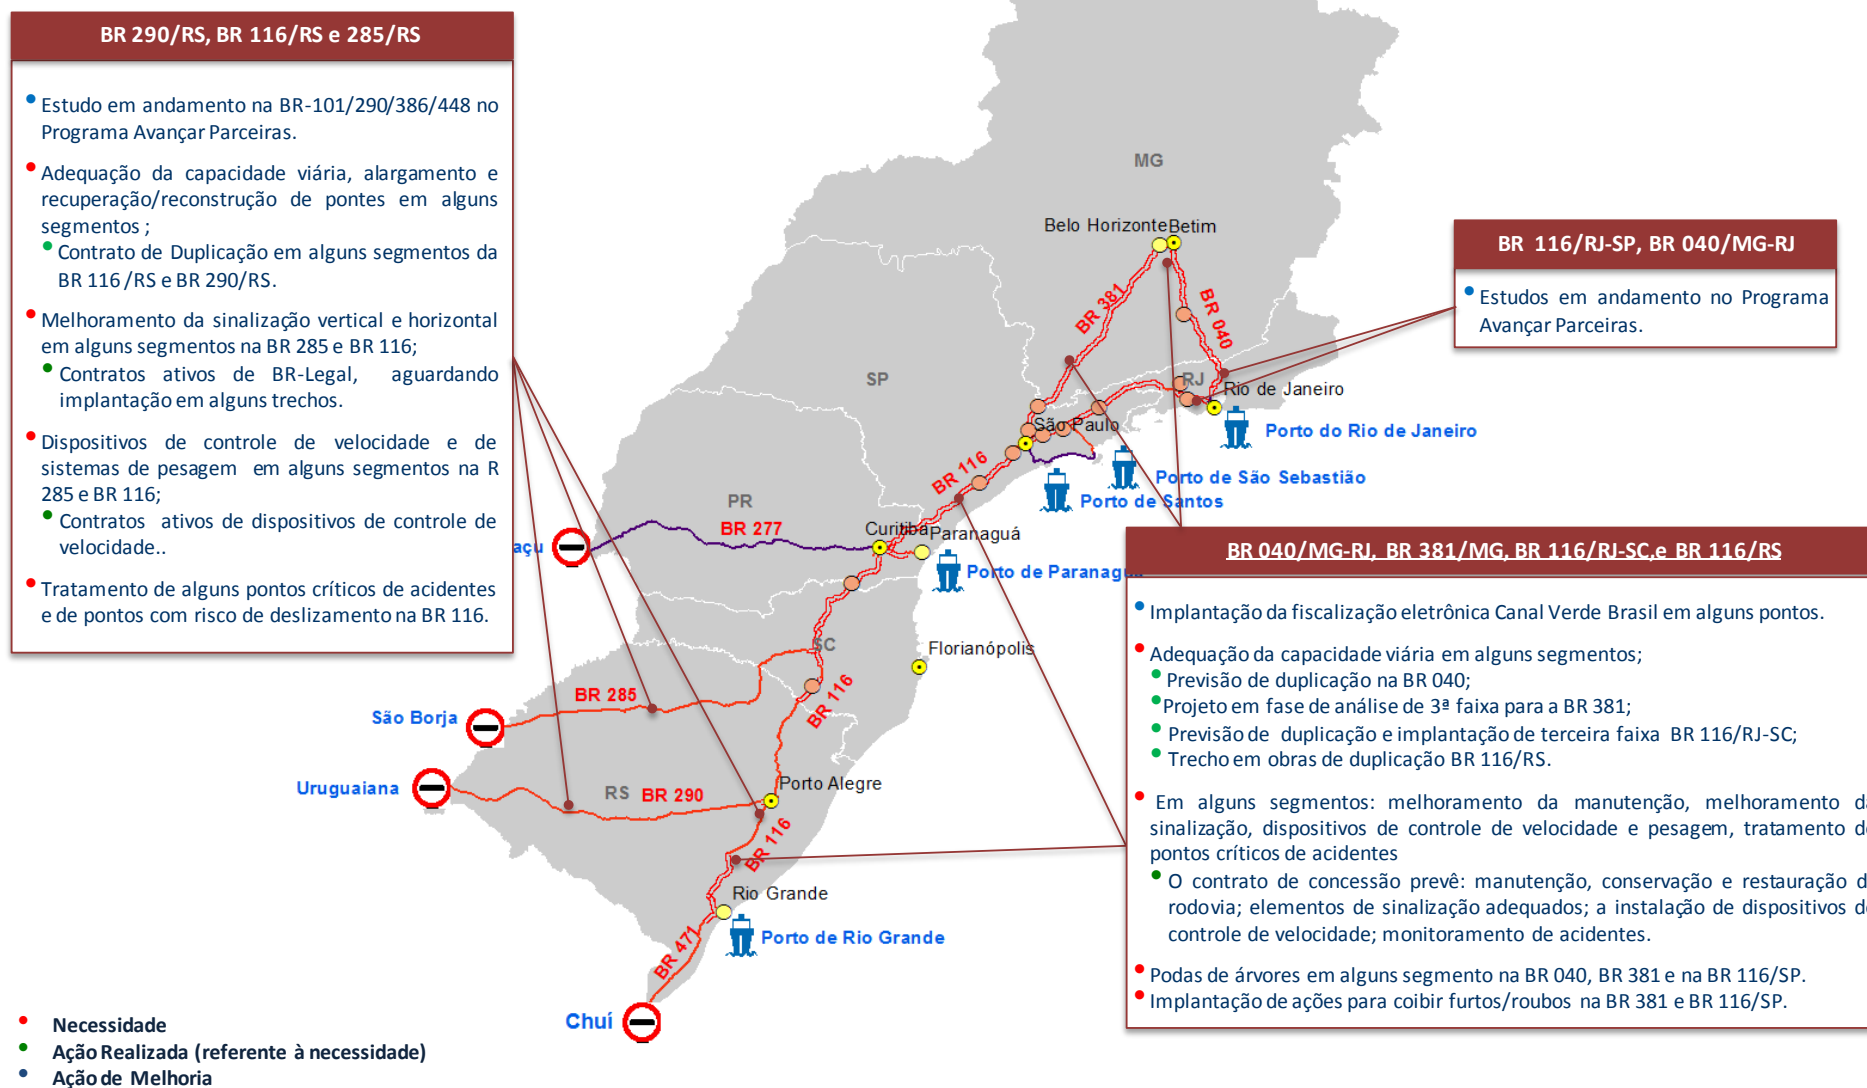 BR 290/RS, BR 116/RS e 285/RS
• Estudo em andamento na BR-101/290/386/448 no
Programa Avançar Parceiras.
• Adequação da capacidade viária, alargamento e
recuperação/reconstrução de pontes em alguns
segmentos ;
• Contrato de Duplicação em alguns segmentos da
BR 116 /RS e BR 290/RS.
• Melhoramento da sinalização vertical e horizontal
em alguns segmentos na BR 285 e BR 116;
• Contratos ativos de BR-Legal, aguardando
implantação em alguns trechos.
• Dispositivos de controle de velocidade e de
sistemas de pesagem em alguns segmentos na R
285 e BR 116;
• Contratos ativos de dispositivos de controle de
velocidade..
• Tratamento de alguns pontos críticos de acidentes
e de pontos com risco de deslizamento na BR 116.
MG
Belo Horizonte
Betim
BR 381
BR 040
SP
RJ
Rio de Janeiro
São Paulo
Porto do Rio de Janeiro
Porto de São Sebastião
Porto de Santos
BR 116
PR
BR 277
Curitiba
Paranaguá
açu
Porto de Paranagu
SC
Florianópolis
BR 285
BR 116
São Borja
Uruguaiana
RS
BR 290
Porto Alegre
BR 116
Rio Grande
Porto de Rio Grande
BR 471
Chuí
BR 116/RJ-SP, BR 040/MG-RJ
• Estudos em andamento no Programa
Avançar Parceiras.
BR 040/MG-RJ, BR 381/MG, BR 116/RJ-SC,e BR 116/RS
• Implantação da fiscalização eletrônica Canal Verde Brasil em alguns pontos.
• Adequação da capacidade viária em alguns segmentos;
• Previsão de duplicação na BR 040;
• Projeto em fase de análise de 3ª faixa para a BR 381;
• Previsão de duplicação e implantação de terceira faixa BR 116/RJ-SC;
• Trecho em obras de duplicação BR 116/RS.
• Em alguns segmentos: melhoramento da manutenção, melhoramento da
sinalização, dispositivos de controle de velocidade e pesagem, tratamento de
pontos críticos de acidentes
• O contrato de concessão prevê: manutenção, conservação e restauração d
rodovia; elementos de sinalização adequados; a instalação de dispositivos de
controle de velocidade; monitoramento de acidentes.
• Podas de árvores em alguns segmento na BR 040, BR 381 e na BR 116/SP.
• Implantação de ações para coibir furtos/roubos na BR 381 e BR 116/SP.
• Necessidade
• Ação Realizada (referente à necessidade)
• Ação de Melhoria